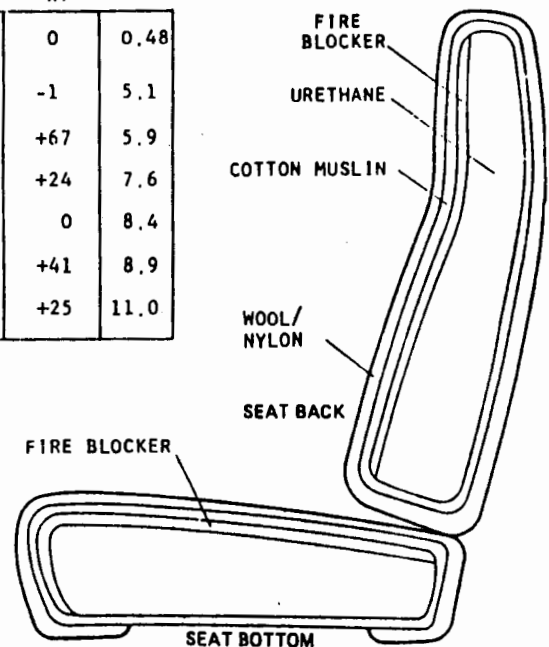 0 0.48
-1 5.1
+67 5.9
+24 7.6
0 8.4
+41 8.9
+25 11.0
FIRE
BLOCKER
URETHANE
COTTON MUSLIN
WOOL/
NYLON
SEAT BACK
FIRE BLOCKER
SEAT BOTTOM